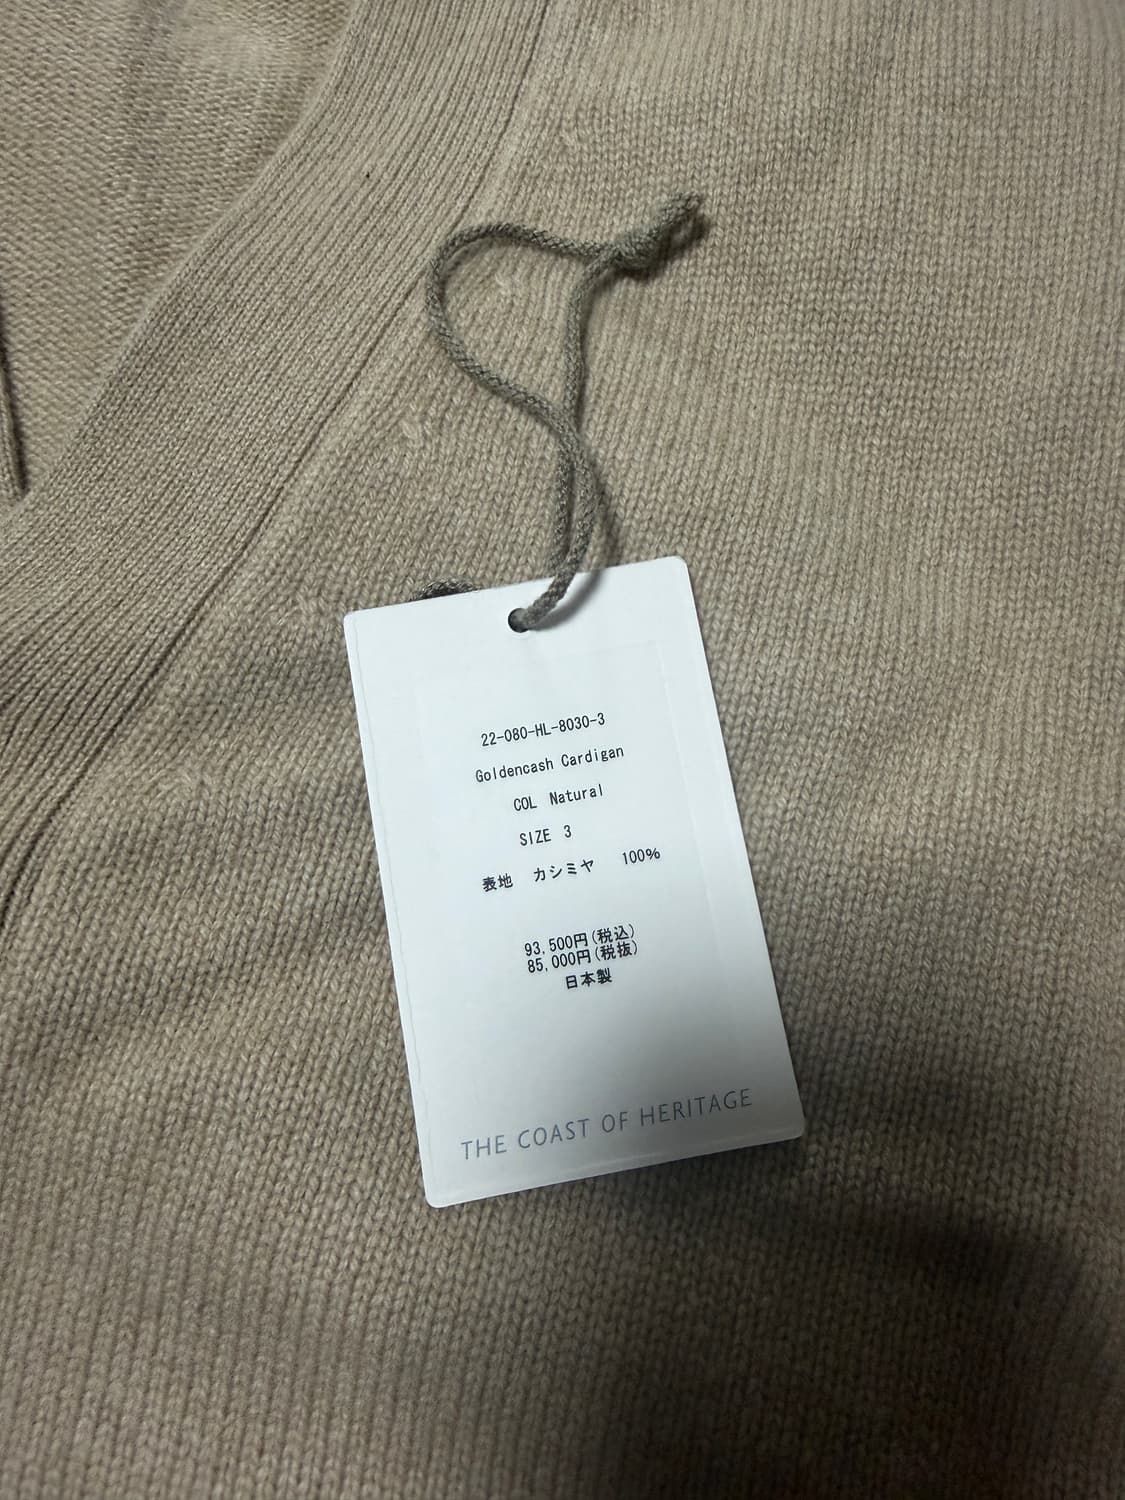 22-080-HL-8030-3
Goldencash Cardigan
COL Natural
SIZE 3
表地 カシミヤ 100%
93,500円(税込)
85,000円(税抜)
日本製
THE COAST OF HERITAGE